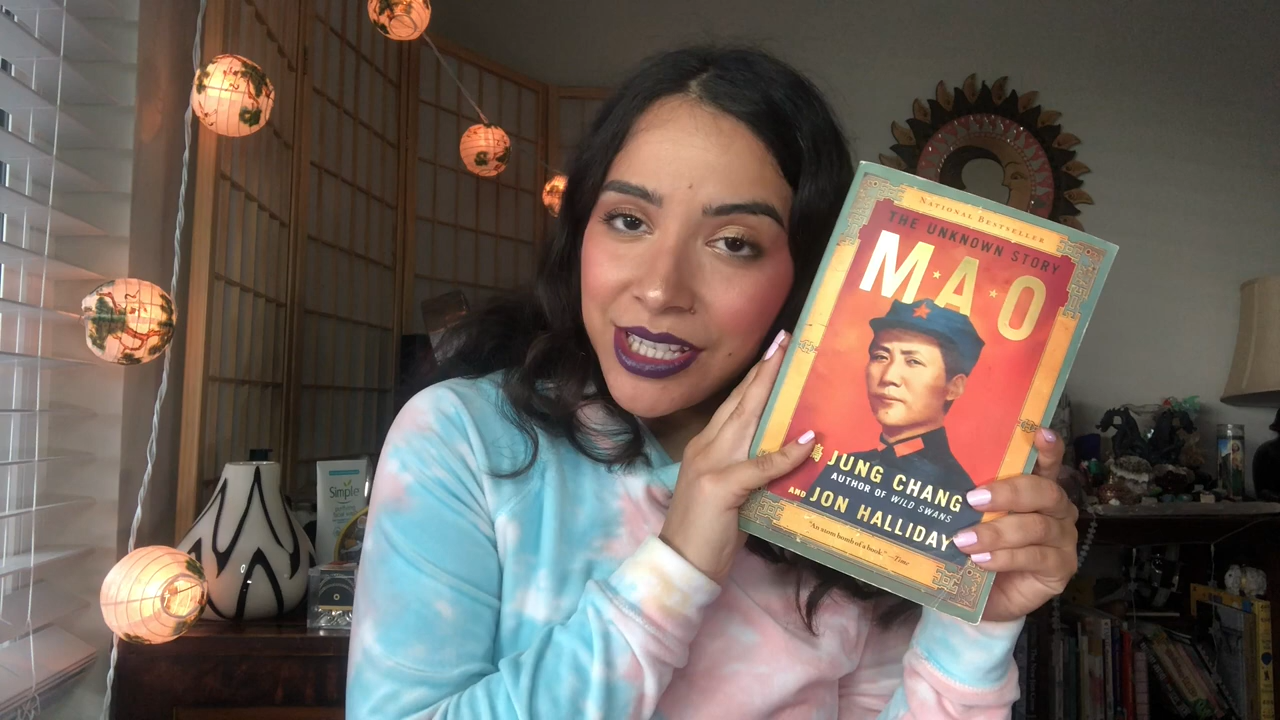 Simple
NATIONAL BESTSELLER
THE UNKNOWN STORY
M·A·O
JUNG CHANG
AUTHOR OF WILD SWANS
AND JON HALLIDAY
"An atom bomb of a book." —Time